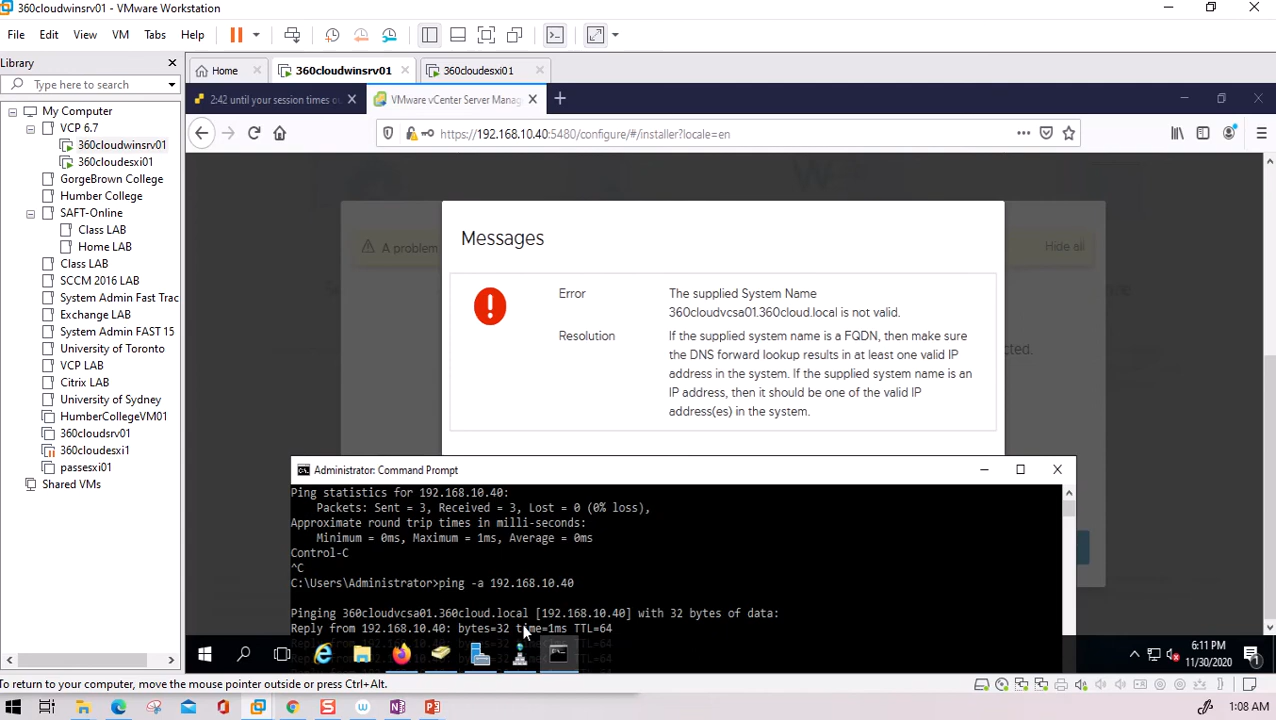 360cloudwinsrv01 - VMware Workstation
File Edit View VM Tabs Help
Library
Type here to search
My Computer
VCP 6.7
360cloudwinsrv01
360cloudesxi01
GorgeBrown College
Humber College
SAFT-Online
Class LAB
Home LAB
Class LAB
SCCM 2016 LAB
System Admin Fast Trac
Exchange LAB
System Admin FAST 15
University of Toronto
VCP LAB
Citrix LAB
University of Sydney
HumberCollegeVM01
360cloudsrv01
360cloudesxi1
passesxi01
Shared VMs
Home 360cloudwinsrv01 360cloudesxi01
2:42 until your session times ou VMware vCenter Server Manag
https://192.168.10.40:5480/configure/#/installer?locale=en
A problem
Hide all
cted.
Messages
Error The supplied System Name
360cloudvcsa01.360cloud.local is not valid.
Resolution If the supplied system name is a FQDN, then make sure
the DNS forward lookup results in at least one valid IP
address in the system. If the supplied system name is an
IP address, then it should be one of the valid IP
address(es) in the system.
Administrator: Command Prompt
Ping statistics for 192.168.10.40:
Packets: Sent = 3, Received = 3, Lost = 0 (0% loss),
Approximate round trip times in milli-seconds:
Minimum = 0ms, Maximum = 1ms, Average = 0ms
Control-C
^C
C:\Users\Administrator>ping -a 192.168.10.40
Pinging 360cloudvcsa01.360cloud.local [192.168.10.40] with 32 bytes of data:
Reply from 192.168.10.40: bytes=32 time=1ms TTL=64
6:11 PM
11/30/2020
To return to your computer, move the mouse pointer outside or press Ctrl+Alt.
1:08 AM